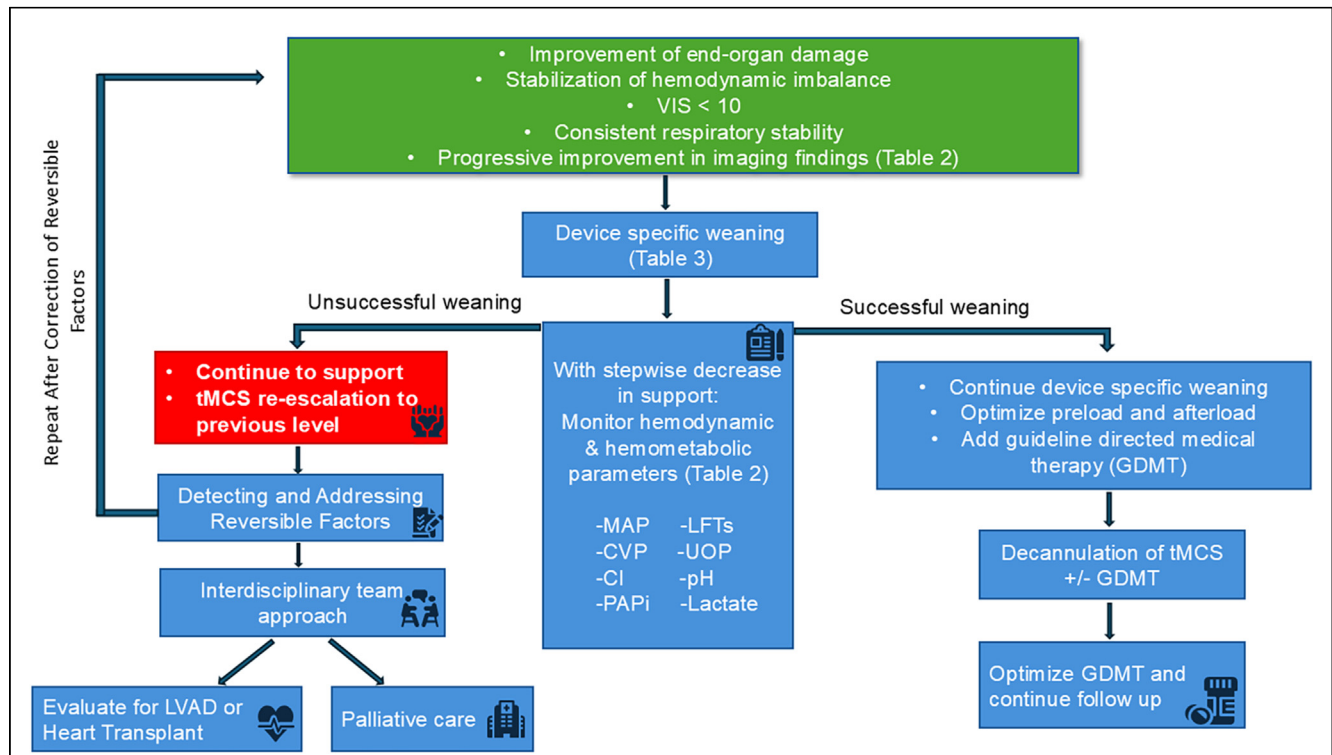 • Improvement of end-organ damage
• Stabilization of hemodynamic imbalance
• VIS < 10
• Consistent respiratory stability
• Progressive improvement in imaging findings (Table 2)
Repeat After Correction of Reversible
Factors
Device specific weaning
(Table 3)
Unsuccessful weaning
Successful weaning
• Continue to support
• tMCS re-escalation to
previous level
Detecting and Addressing
Reversible Factors
Interdisciplinary team
approach
Evaluate for LVAD or
Heart Transplant
Palliative care
With stepwise decrease
in support:
Monitor hemodynamic
& hemometabolic
parameters (Table 2)
-MAP -LFTs
-CVP -UOP
-CI -pH
-PAPi -Lactate
• Continue device specific weaning
• Optimize preload and afterload
• Add guideline directed medical
therapy (GDMT)
Decannulation of tMCS
+/- GDMT
Optimize GDMT and
continue follow up